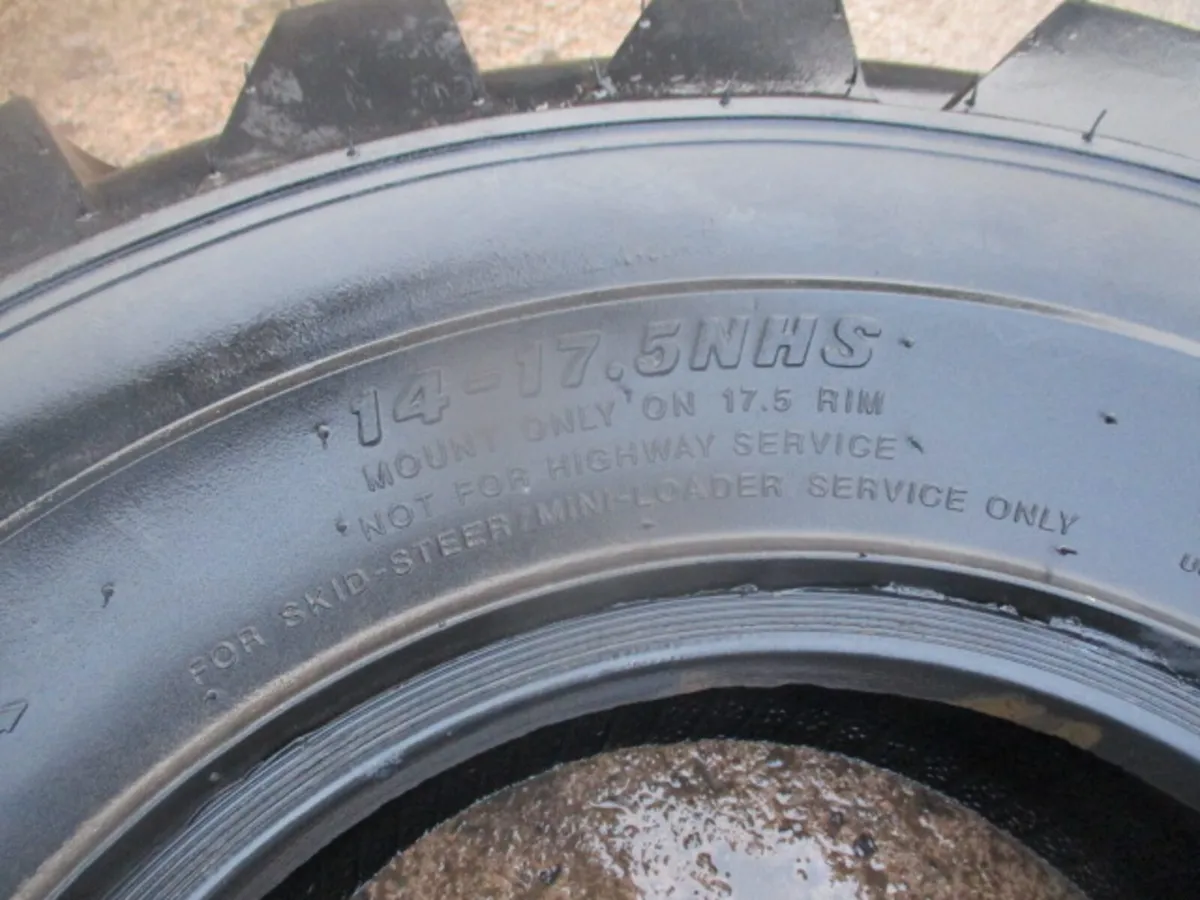 14-17.5NHS
MOUNT ONLY ON 17.5 RIM
NOT FOR HIGHWAY SERVICE
FOR SKID-STEER/MINI-LOADER SERVICE ONLY